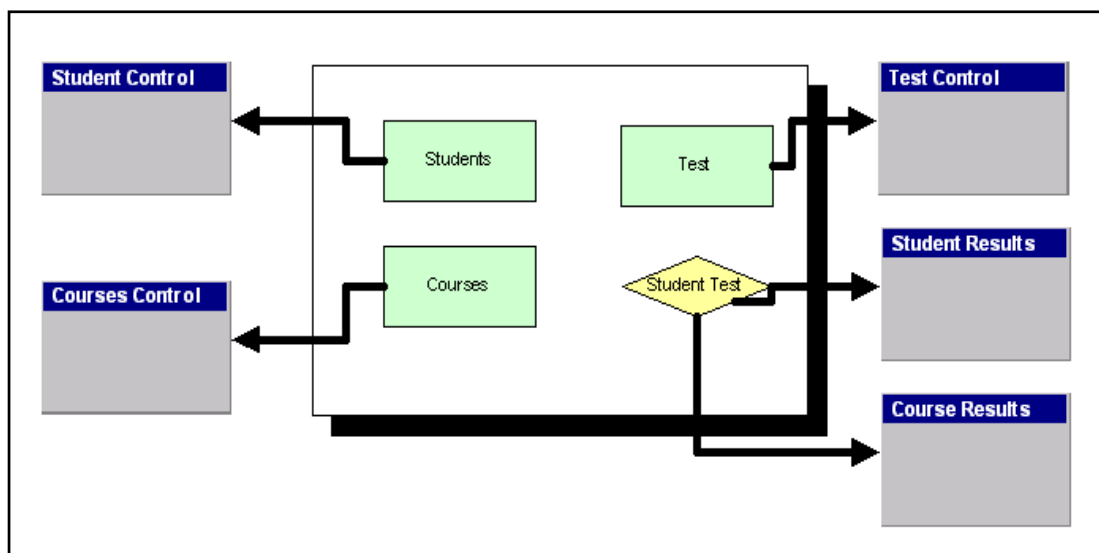 Student Control
Students
Test
Test Control
Courses Control
Courses
Student Test
Student Results
Course Results